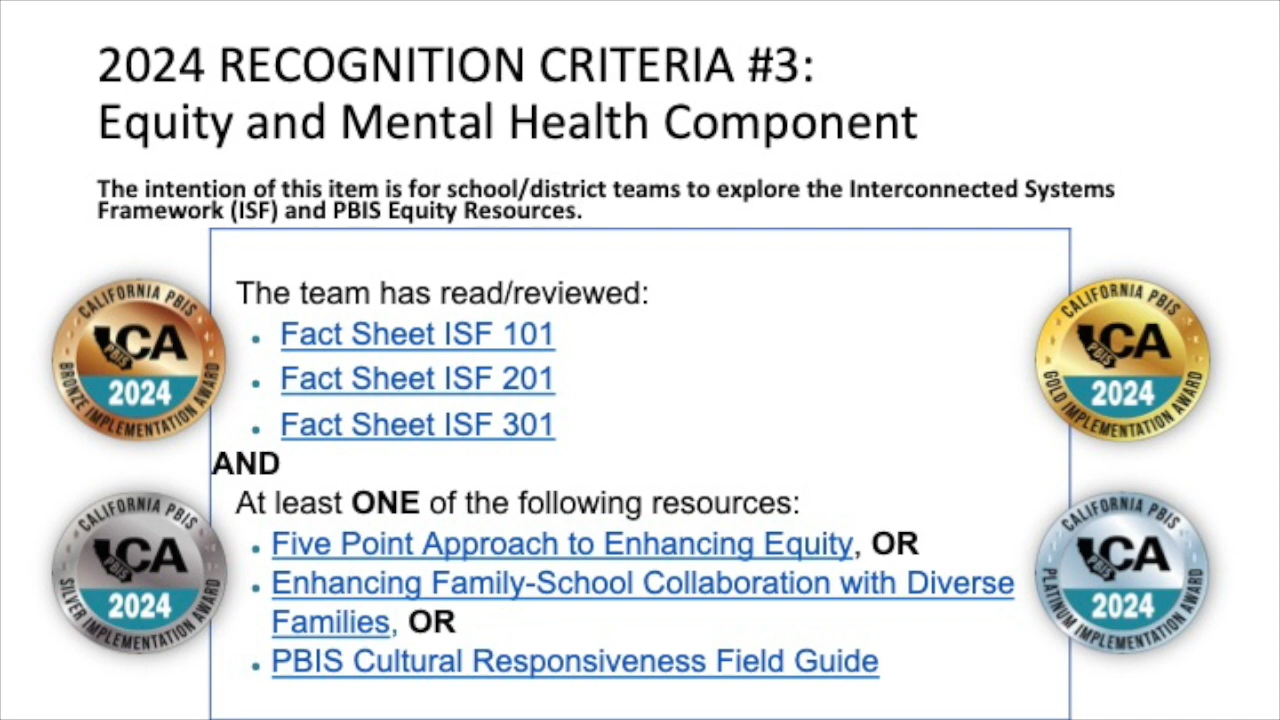 2024 RECOGNITION CRITERIA #3:
Equity and Mental Health Component
The intention of this item is for school/district teams to explore the Interconnected Systems
Framework (ISF) and PBIS Equity Resources.
The team has read/reviewed:
• Fact Sheet ISF 101
• Fact Sheet ISF 201
• Fact Sheet ISF 301
AND
At least ONE of the following resources:
• Five Point Approach to Enhancing Equity, OR
• Enhancing Family-School Collaboration with Diverse
Families, OR
• PBIS Cultural Responsiveness Field Guide
CALIFORNIA PBIS
CA
PBIS
2024
BRONZE IMPLEMENTATION AWARD
CALIFORNIA PBIS
CA
PBIS
2024
SILVER IMPLEMENTATION AWARD
CALIFORNIA PBIS
CA
PBIS
2024
GOLD IMPLEMENTATION AWARD
CALIFORNIA PBIS
CA
PBIS
2024
PLATINUM IMPLEMENTATION AWARD